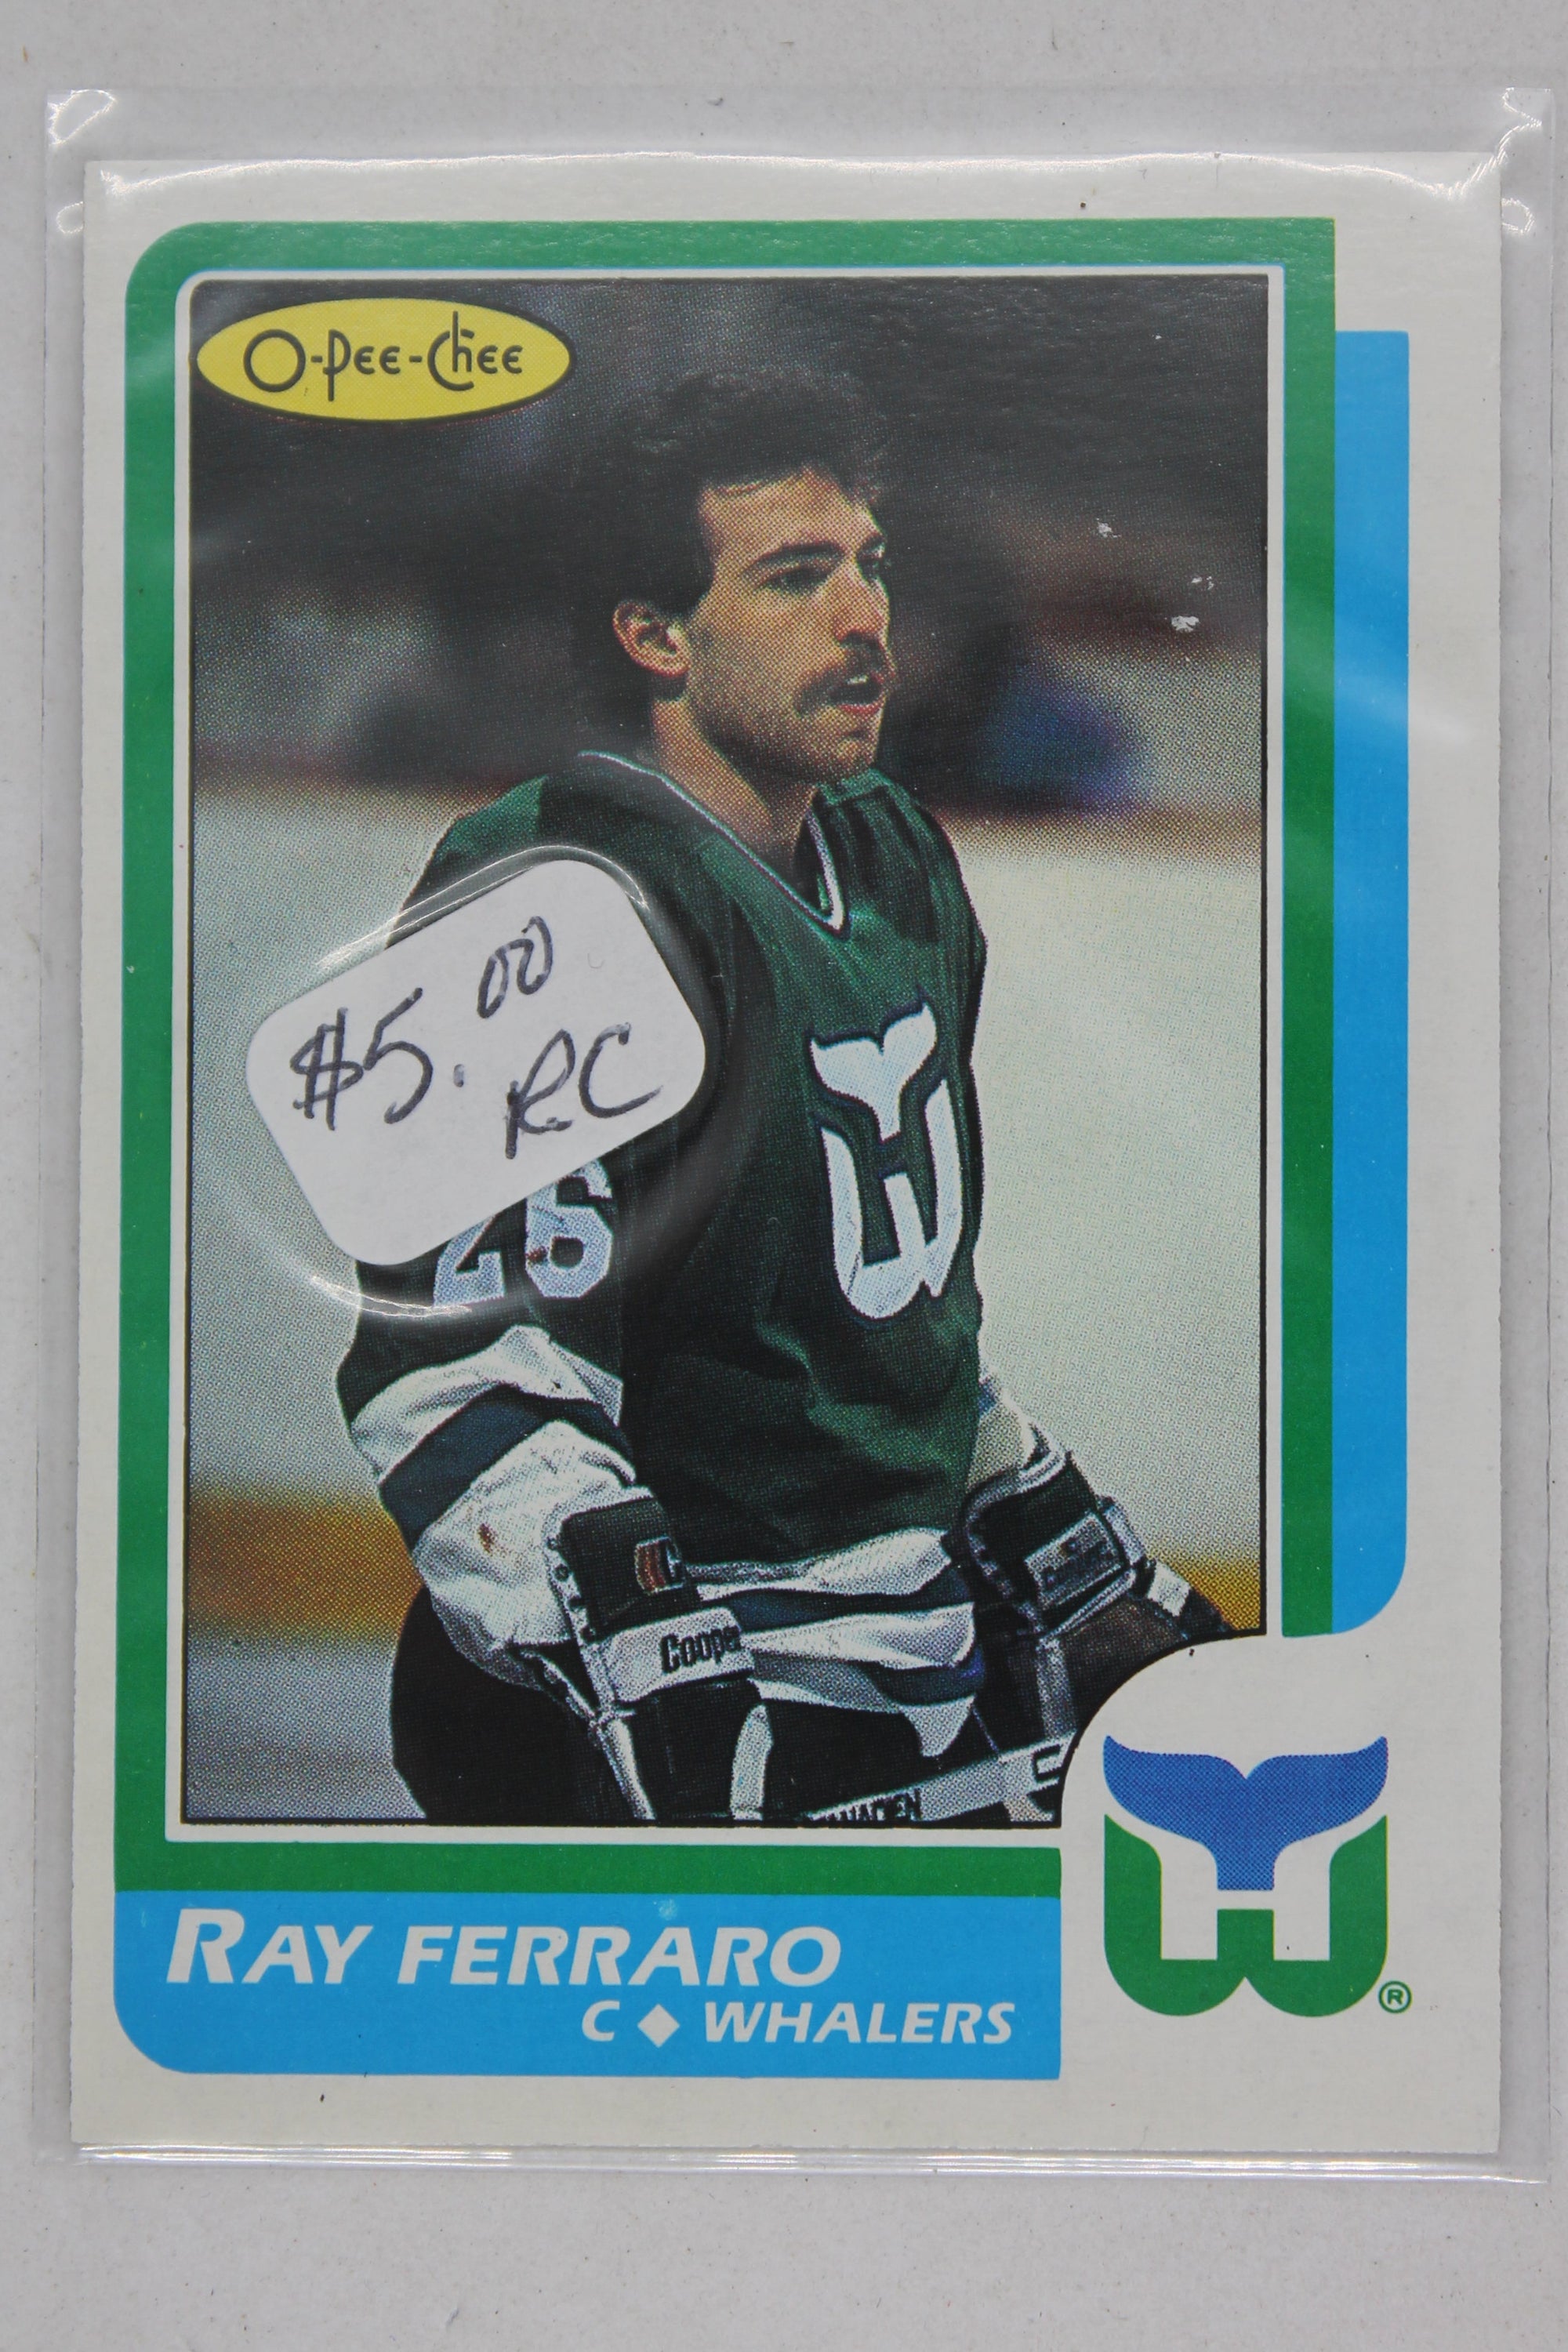 O-Pee-Chee
$5.00
RC
26
Cooper
RAY FERRARO
C ◆ WHALERS
®